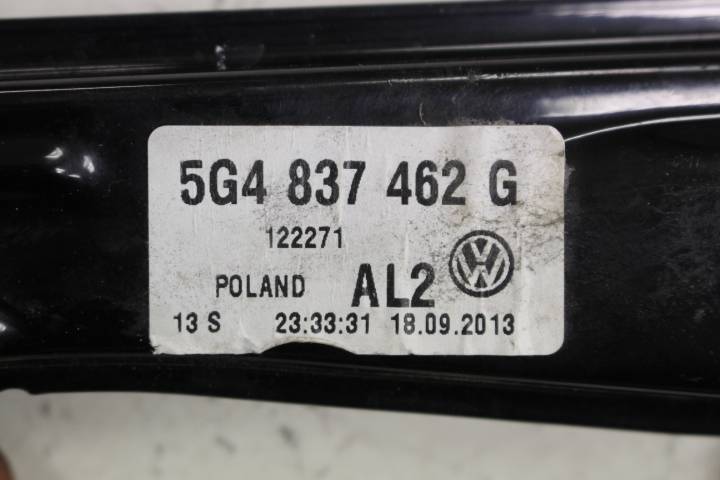 5G4 837 462 G
122271
POLAND AL2
13 S 23:33:31 18.09.2013